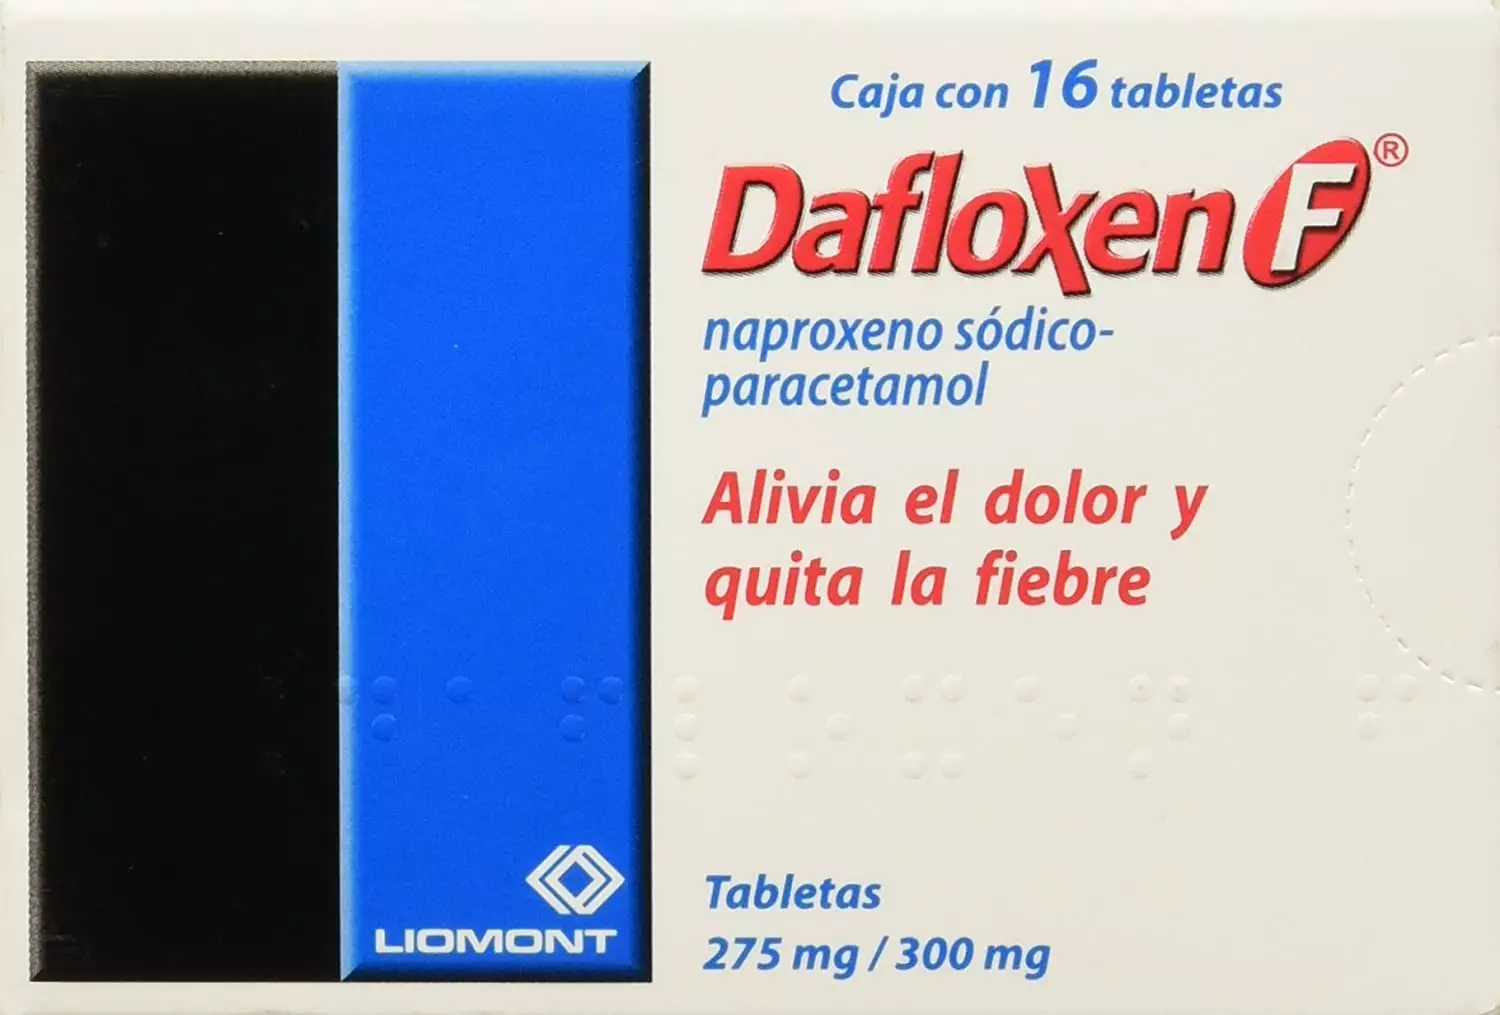 Caja con 16 tabletas
Dafloxen F®
naproxeno sódico-
paracetamol
Alivia el dolor y
quita la fiebre
LIOMONT
Tabletas
275 mg / 300 mg